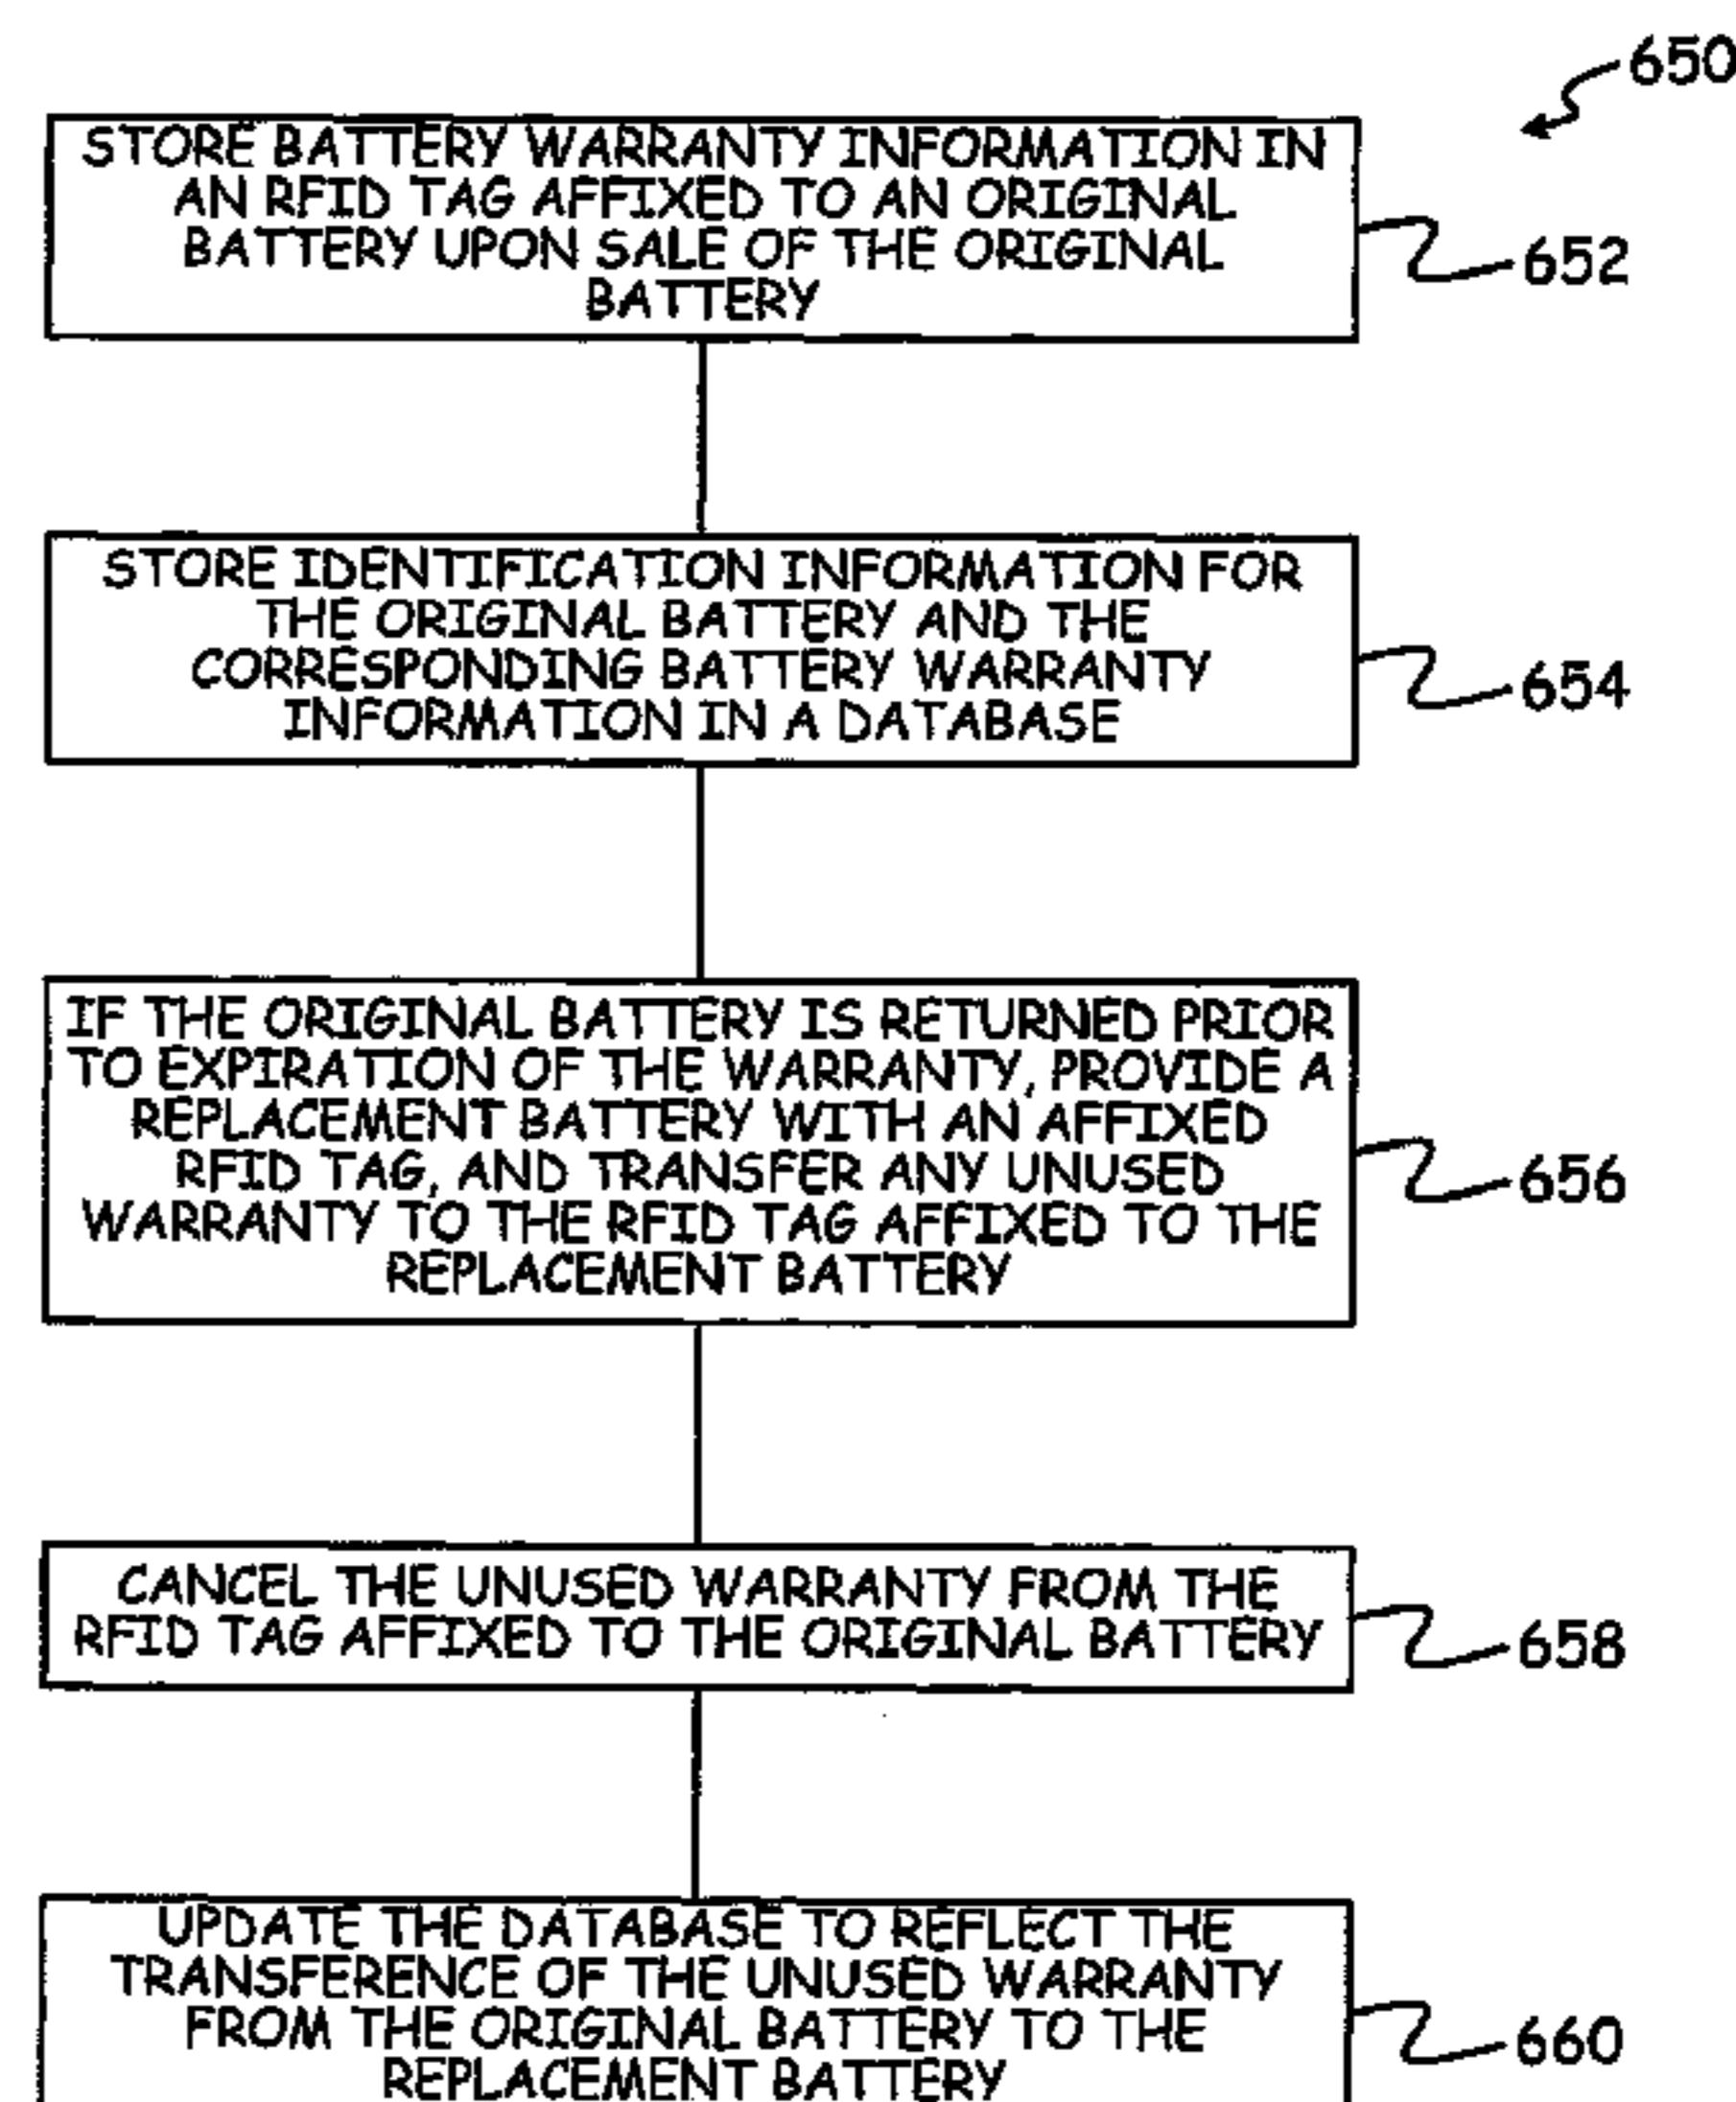 650
STORE BATTERY WARRANTY INFORMATION IN
AN RFID TAG AFFIXED TO AN ORIGINAL
BATTERY UPON SALE OF THE ORIGINAL
BATTERY
652
STORE IDENTIFICATION INFORMATION FOR
THE ORIGINAL BATTERY AND THE
CORRESPONDING BATTERY WARRANTY
INFORMATION IN A DATABASE
654
IF THE ORIGINAL BATTERY IS RETURNED PRIOR
TO EXPIRATION OF THE WARRANTY, PROVIDE A
REPLACEMENT BATTERY WITH AN AFFIXED
RFID TAG, AND TRANSFER ANY UNUSED
WARRANTY TO THE RFID TAG AFFIXED TO THE
REPLACEMENT BATTERY
656
CANCEL THE UNUSED WARRANTY FROM THE
RFID TAG AFFIXED TO THE ORIGINAL BATTERY
658
UPDATE THE DATABASE TO REFLECT THE
TRANSFERENCE OF THE UNUSED WARRANTY
FROM THE ORIGINAL BATTERY TO THE
REPLACEMENT BATTERY
660